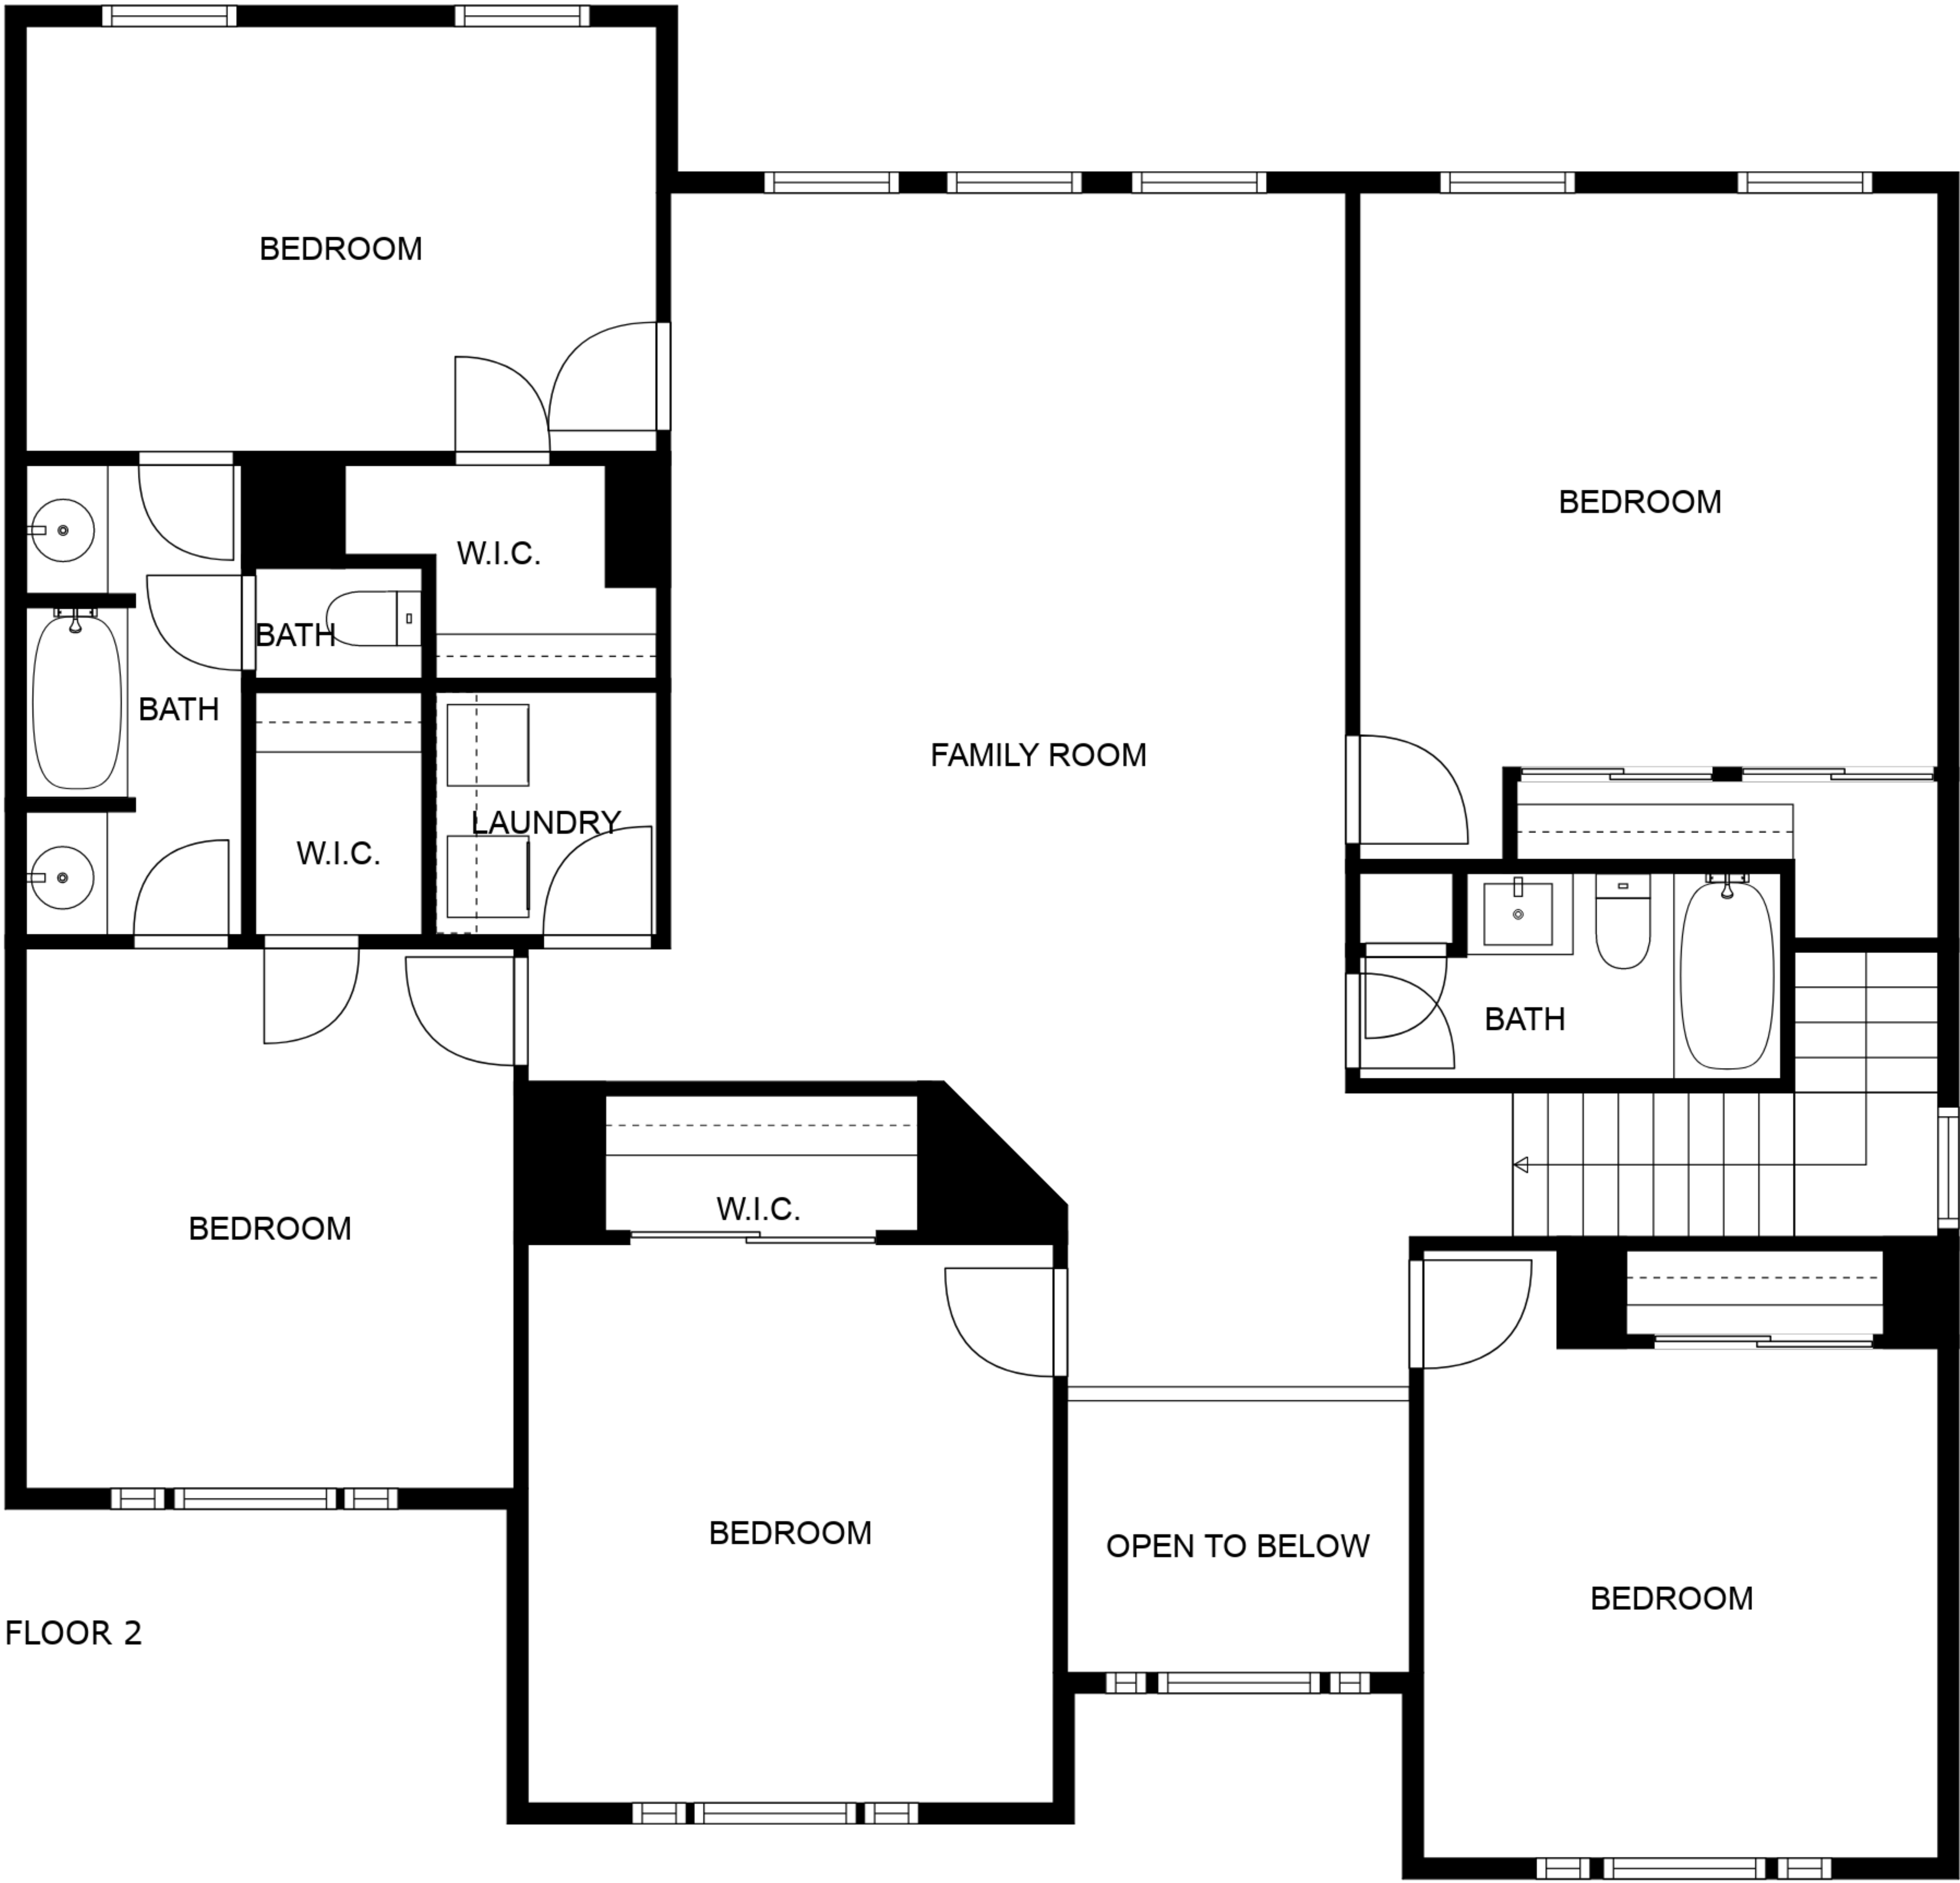 BEDROOM
BEDROOM
W.I.C.
BATH
BATH
FAMILY ROOM
LAUNDRY
W.I.C.
BATH
W.I.C.
BEDROOM
BEDROOM
OPEN TO BELOW
BEDROOM
FLOOR 2